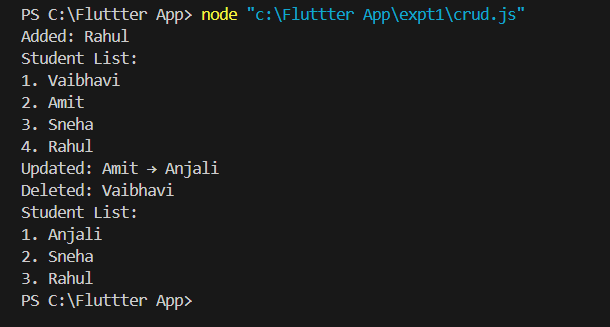 PS C:\Fluttter App> node "c:\Fluttter App\expt1\crud.js"
Added: Rahul
Student List:
1. Vaibhavi
2. Amit
3. Sneha
4. Rahul
Updated: Amit → Anjali
Deleted: Vaibhavi
Student List:
1. Anjali
2. Sneha
3. Rahul
PS C:\Fluttter App>